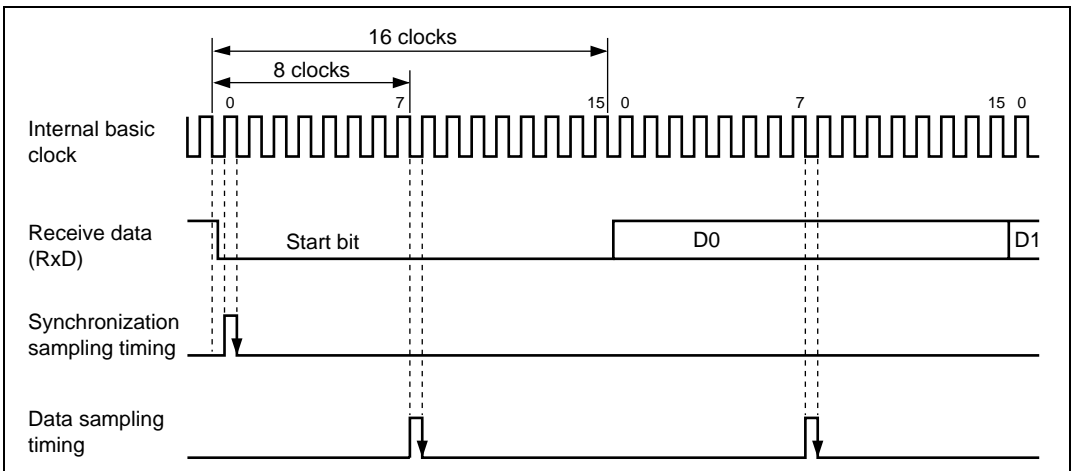 16 clocks
8 clocks
0 7 15 0 7 15 0
Internal basic
clock
Receive data
(RxD)
Start bit D0 D1
Synchronization
sampling timing
Data sampling
timing